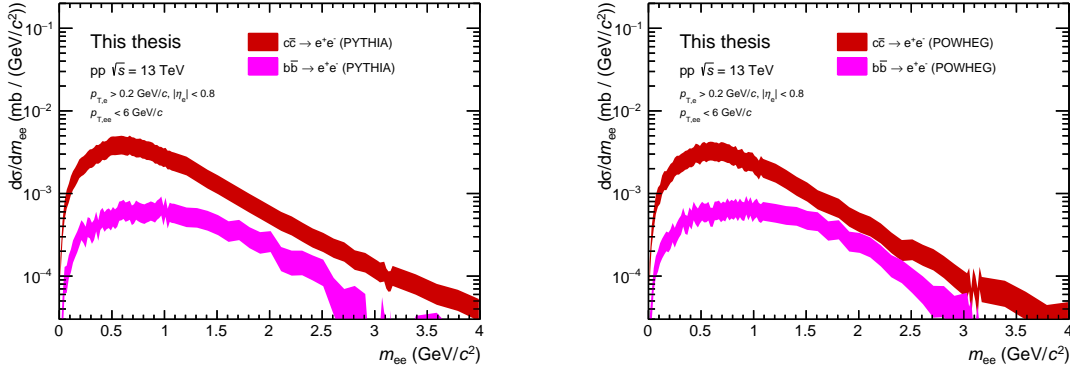 dσ/dm_ee (mb / (GeV/c²))
10⁻¹
10⁻²
10⁻³
10⁻⁴
This thesis
pp √s = 13 TeV
p_T,e > 0.2 GeV/c, |η_e| < 0.8
p_T,ee < 6 GeV/c
cc̄ → e⁺e⁻ (PYTHIA)
bb̄ → e⁺e⁻ (PYTHIA)
0 0.5 1 1.5 2 2.5 3 3.5 4
m_ee (GeV/c²)
dσ/dm_ee (mb / (GeV/c²))
10⁻¹
10⁻²
10⁻³
10⁻⁴
This thesis
pp √s = 13 TeV
p_T,e > 0.2 GeV/c, |η_e| < 0.8
p_T,ee < 6 GeV/c
cc̄ → e⁺e⁻ (POWHEG)
bb̄ → e⁺e⁻ (POWHEG)
0 0.5 1 1.5 2 2.5 3 3.5 4
m_ee (GeV/c²)